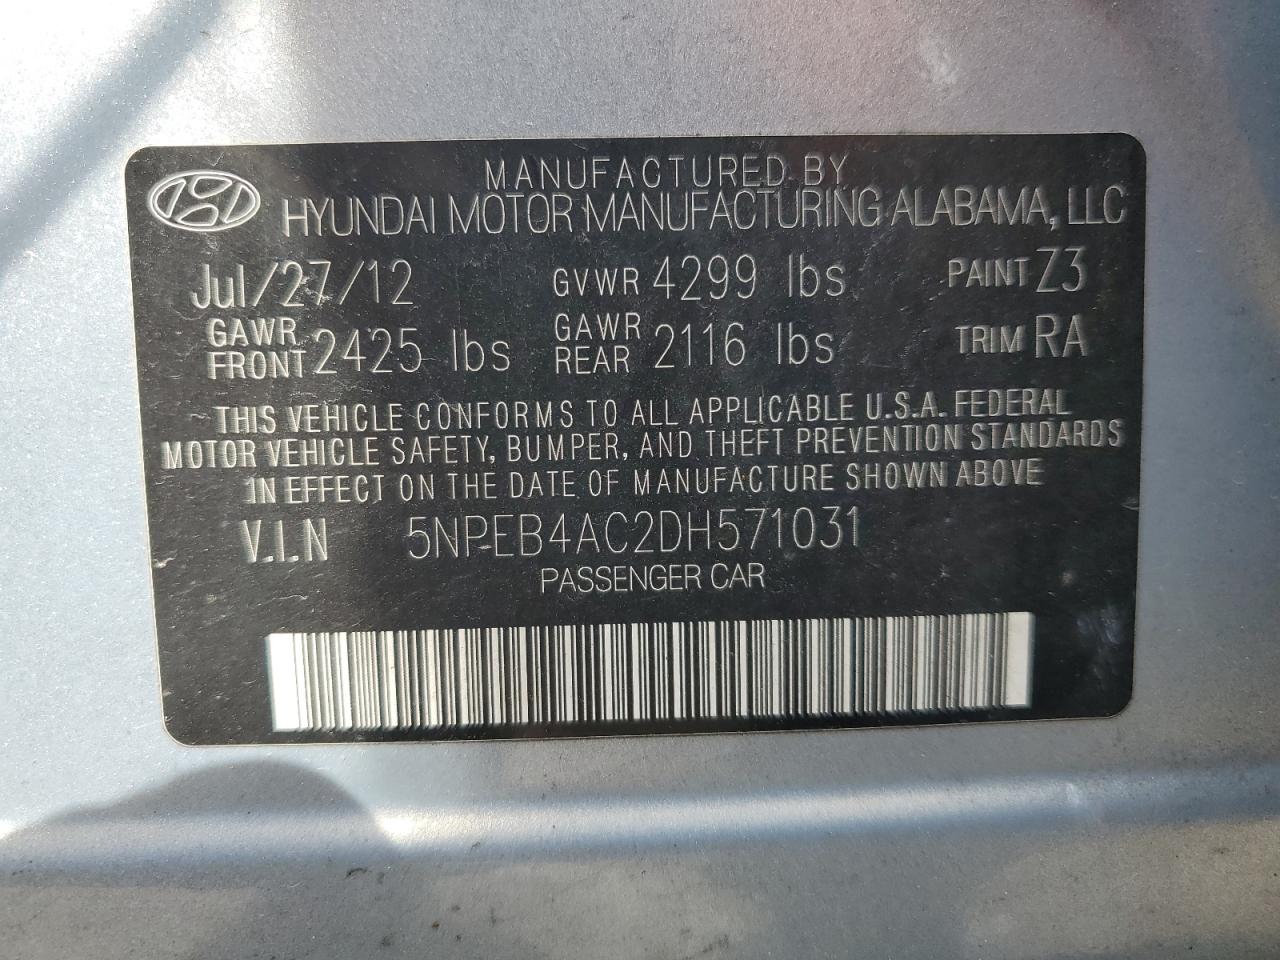 MANUFACTURED BY
HYUNDAI MOTOR MANUFACTURING ALABAMA, LLC
Jul/27/12 GVWR 4299 lbs PAINT Z3
GAWR FRONT 2425 lbs GAWR REAR 2116 lbs TRIM RA
THIS VEHICLE CONFORMS TO ALL APPLICABLE U.S.A. FEDERAL
MOTOR VEHICLE SAFETY, BUMPER, AND THEFT PREVENTION STANDARDS
IN EFFECT ON THE DATE OF MANUFACTURE SHOWN ABOVE
V.I.N 5NPEB4AC2DH571031
PASSENGER CAR